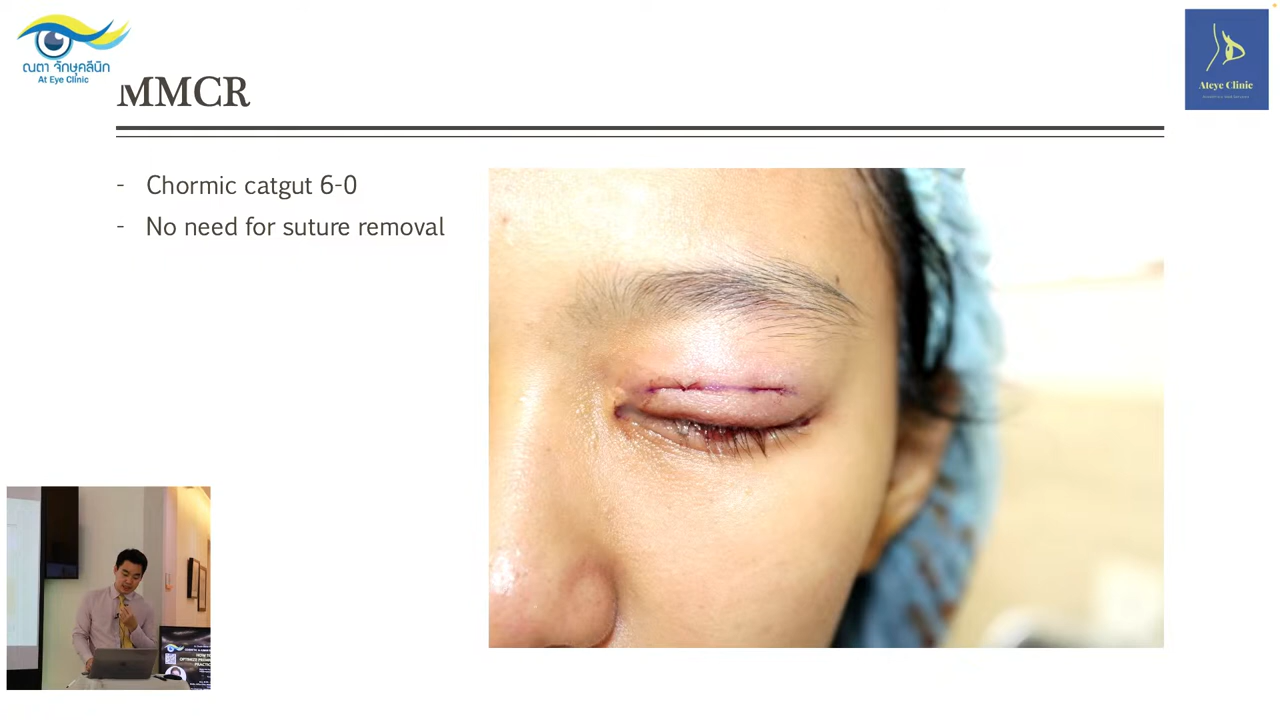 ณตา จักษุคลีนิก
At Eye Clinic
MMCR
Ateye Clinic
- Chormic catgut 6-0
- No need for suture removal
OPTIMIZE